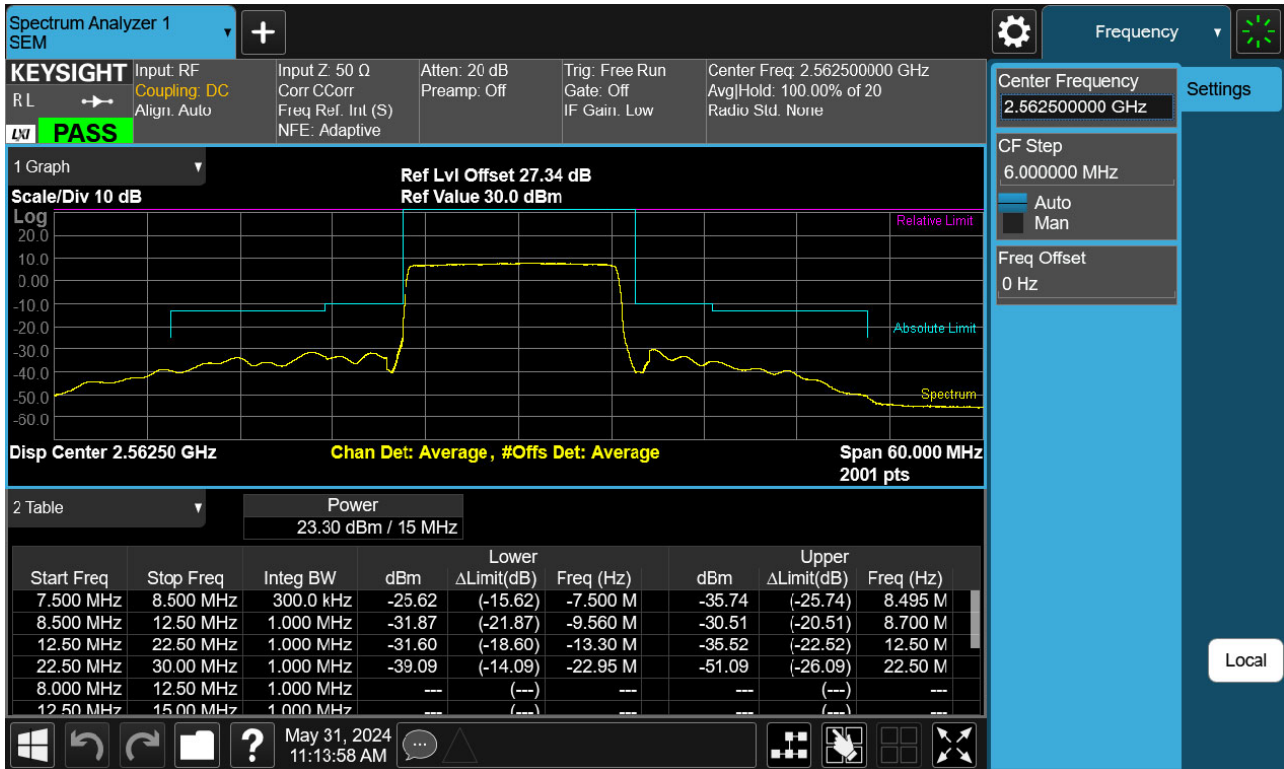 Spectrum Analyzer 1
SEM
Frequency
KEYSIGHT
R L
LXI
PASS
Input: RF
Coupling: DC
Align: Auto
Input Z: 50 Ω
Corr CCorr
Freq Ref: Int (S)
NFE: Adaptive
Atten: 20 dB
Preamp: Off
Trig: Free Run
Gate: Off
IF Gain: Low
Center Freq: 2.562500000 GHz
Avg|Hold: 100.00% of 20
Radio Std: None
Center Frequency
2.562500000 GHz
Settings
CF Step
6.000000 MHz
Auto
Man
Freq Offset
0 Hz
1 Graph
Scale/Div 10 dB
Ref Lvl Offset 27.34 dB
Ref Value 30.0 dBm
Log
20.0
10.0
0.00
-10.0
-20.0
-30.0
-40.0
-50.0
-60.0
Relative Limit
Absolute Limit
Spectrum
Disp Center 2.56250 GHz
Chan Det: Average , #Offs Det: Average
Span 60.000 MHz
2001 pts
2 Table
Power
23.30 dBm / 15 MHz
Lower Upper
Start Freq Stop Freq Integ BW dBm ΔLimit(dB) Freq (Hz) dBm ΔLimit(dB) Freq (Hz)
7.500 MHz 8.500 MHz 300.0 kHz -25.62 (-15.62) -7.500 M -35.74 (-25.74) 8.495 M
8.500 MHz 12.50 MHz 1.000 MHz -31.87 (-21.87) -9.560 M -30.51 (-20.51) 8.700 M
12.50 MHz 22.50 MHz 1.000 MHz -31.60 (-18.60) -13.30 M -35.52 (-22.52) 12.50 M
22.50 MHz 30.00 MHz 1.000 MHz -39.09 (-14.09) -22.95 M -51.09 (-26.09) 22.50 M
8.000 MHz 12.50 MHz 1.000 MHz --- (---) --- --- (---) ---
12.50 MHz 15.00 MHz 1.000 MHz --- (---) --- --- (---) ---
Local
May 31, 2024
11:13:58 AM